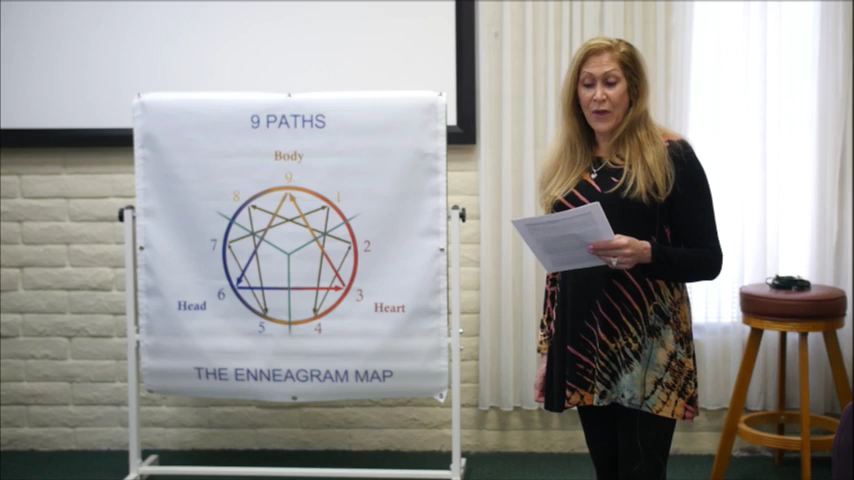 9 PATHS
Body
9
8 1
7 2
6 3
Head Heart
5 4
THE ENNEAGRAM MAP